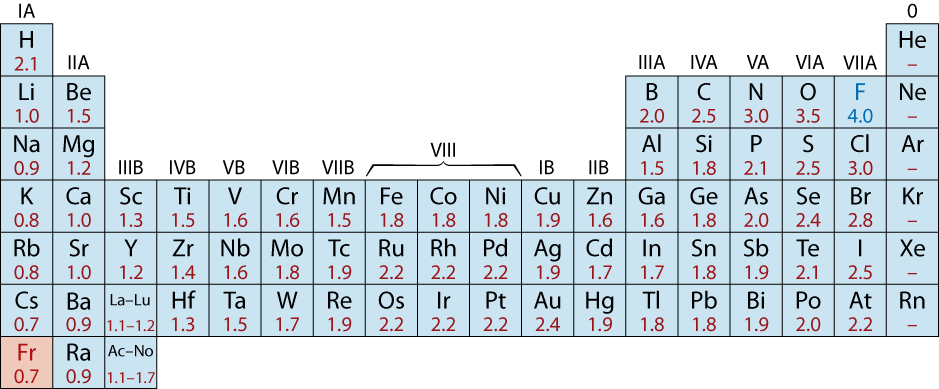 IA 0
H He
2.1 IIA IIIA IVA VA VIA VIIA –
Li Be B C N O F Ne
1.0 1.5 2.0 2.5 3.0 3.5 4.0 –
Na Mg Al Si P S Cl Ar
0.9 1.2 IIIB IVB VB VIB VIIB VIII IB IIB 1.5 1.8 2.1 2.5 3.0 –
K Ca Sc Ti V Cr Mn Fe Co Ni Cu Zn Ga Ge As Se Br Kr
0.8 1.0 1.3 1.5 1.6 1.6 1.5 1.8 1.8 1.8 1.9 1.6 1.6 1.8 2.0 2.4 2.8 –
Rb Sr Y Zr Nb Mo Tc Ru Rh Pd Ag Cd In Sn Sb Te I Xe
0.8 1.0 1.2 1.4 1.6 1.8 1.9 2.2 2.2 2.2 1.9 1.7 1.7 1.8 1.9 2.1 2.5 –
Cs Ba La–Lu Hf Ta W Re Os Ir Pt Au Hg Tl Pb Bi Po At Rn
0.7 0.9 1.1–1.2 1.3 1.5 1.7 1.9 2.2 2.2 2.2 2.4 1.9 1.8 1.8 1.9 2.0 2.2 –
Fr Ra Ac–No
0.7 0.9 1.1–1.7